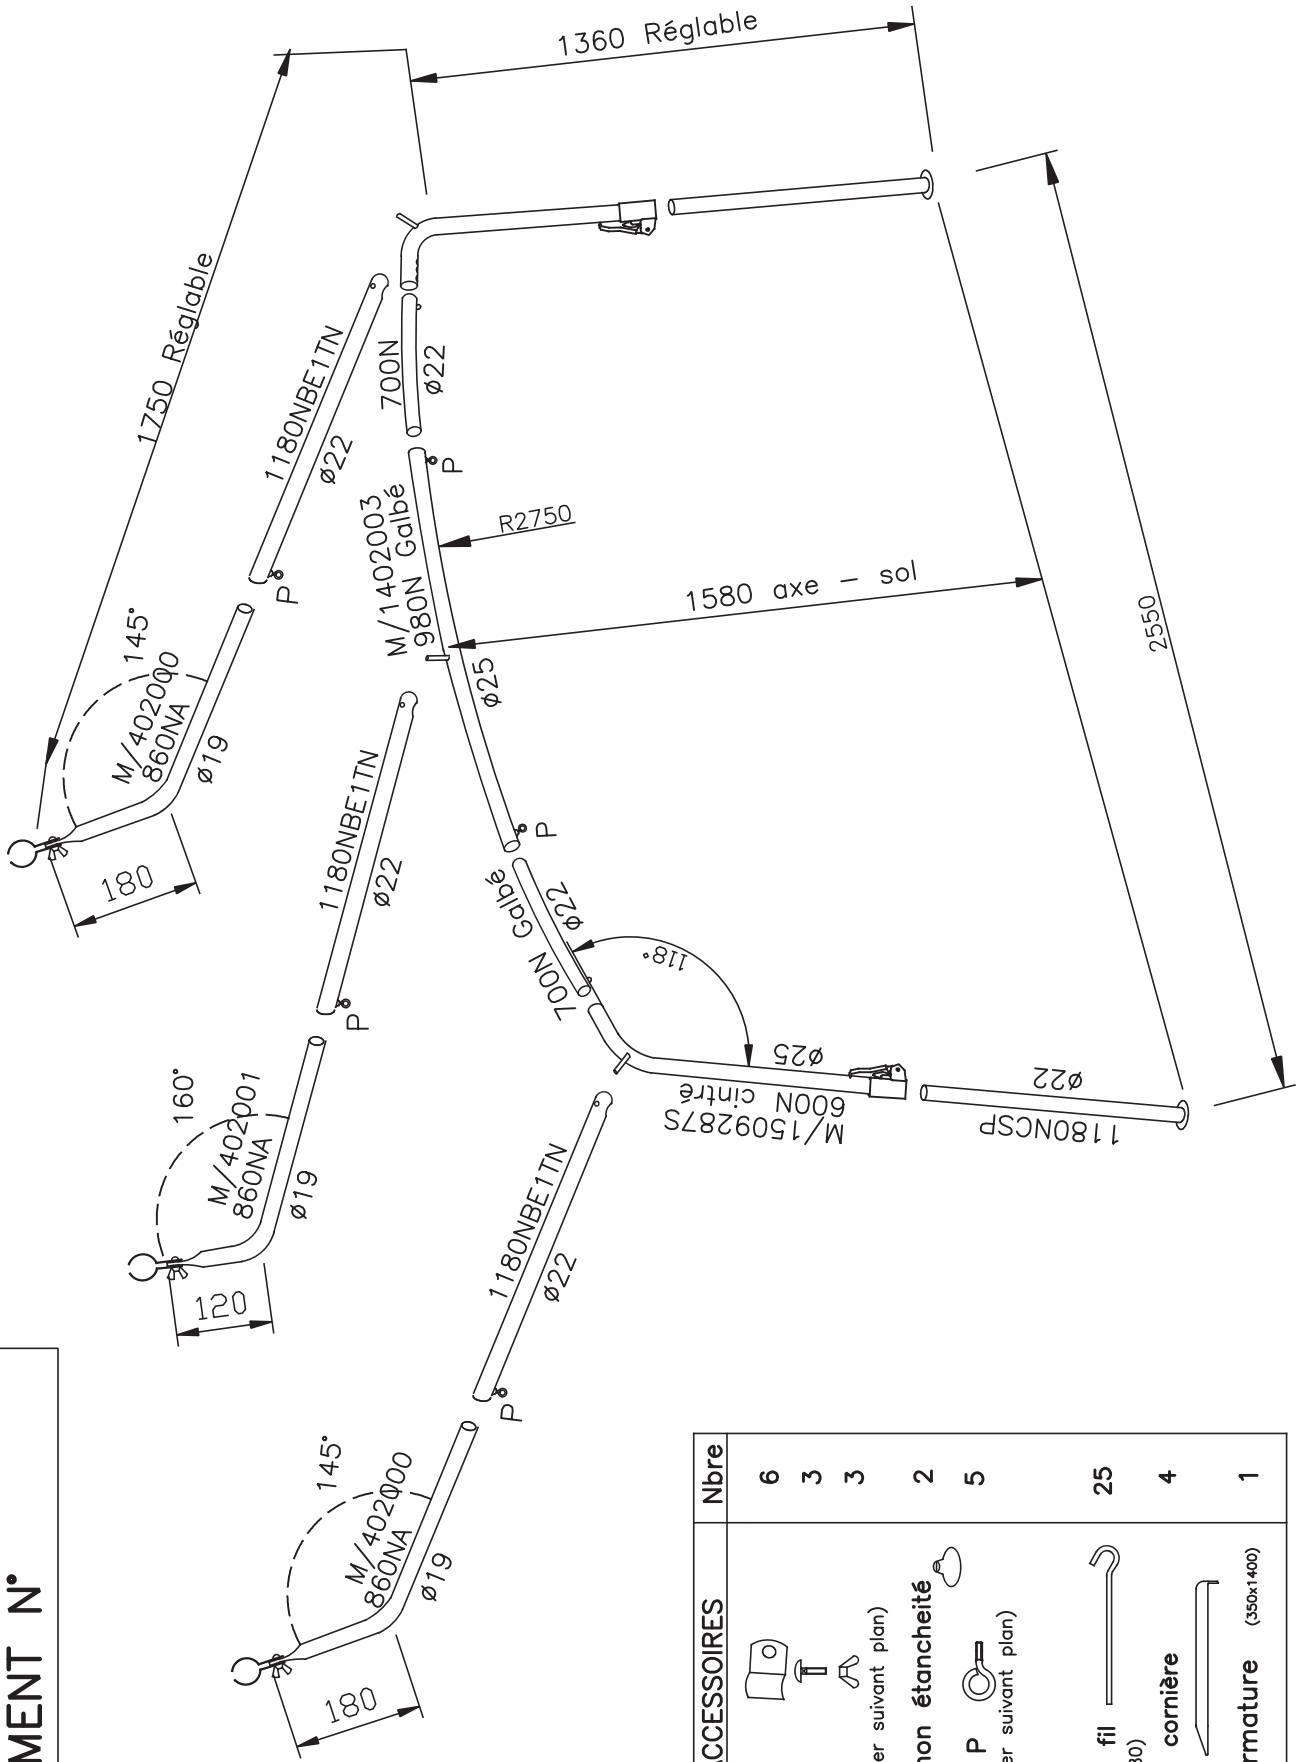 1360 Réglable
1750 Réglable
1180NBE1TN
ø22
700N
ø22
P
M/1402003
980N Galbé
R2750
P
1580 axe – sol
2550
145°
M/402000
860NA
ø19
180
ø25
1180NBE1TN
ø22
P
P
700N Galbé
ø22
118°
160°
M/402001
860NA
ø19
120
ø25
600N cintré
M/1509287S
ø22
1180NCSP
1180NBE1TN
ø22
P
145°
M/402000
860NA
ø19
180
MENT N°
CCESSOIRES
Nbre
6
3
3
er suivant plan)
non étancheité
2
P
5
er suivant plan)
fil
25
30)
cornière
4
rmature (350x1400)
1